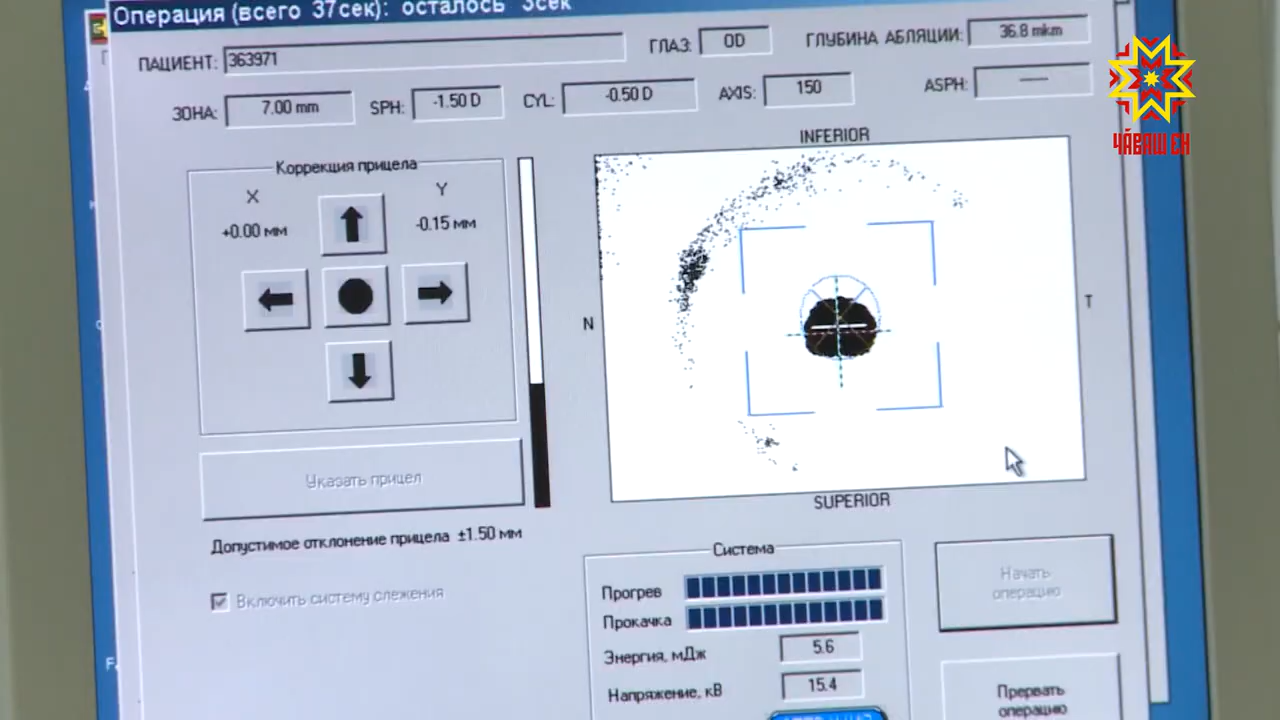 Операция (всего 37сек): осталось 3сек
ПАЦИЕНТ: 363971 ГЛАЗ: OD ГЛУБИНА АБЛЯЦИИ: 36.8 mkm
ЗОНА: 7.00 mm SPH: -1.50 D CYL: -0.50 D AXIS: 150 ASPH: -----
ЧӐВАШ ЕН
INFERIOR
Коррекция прицела
X Y
+0.00 мм -0.15 мм
N T
SUPERIOR
Указать прицел
Допустимое отклонение прицела ±1.50 мм
Включить систему слежения
Система
Прогрев
Прокачка
Энергия, мДж 5.6
Напряжение, кВ 15.4
Начать
операцию
Прервать
операцию